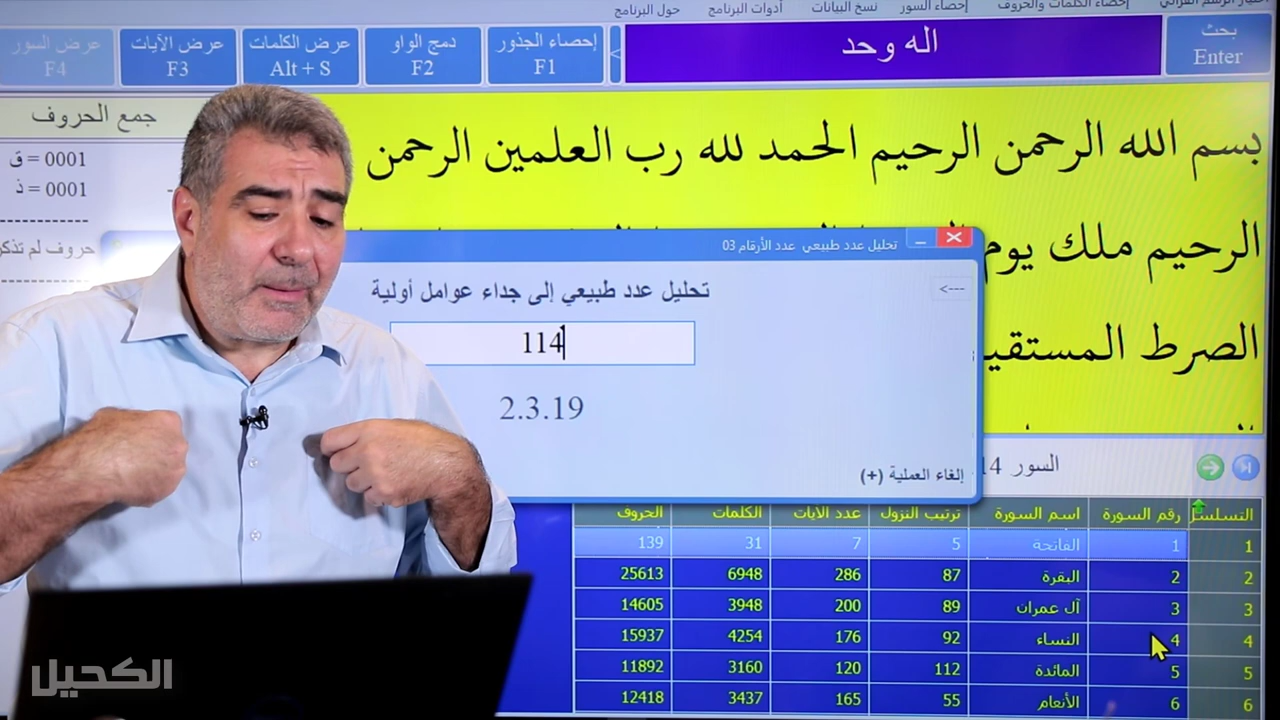 إحصاء الكلمات والحروف إحصاء السور نسخ البيانات أدوات البرنامج حول البرنامج
بحث
Enter
اله وحد
إحصاء الجذور
F1
دمج الواو
F2
عرض الكلمات
Alt + S
عرض الآيات
F3
عرض السور
F4
جمع الحروف
ق = 0001
ذ = 0001
حروف لم تذكر
بسم الله الرحمن الرحيم الحمد لله رب العلمين الرحمن
الرحيم ملك يوم
الصرط المستقيم
تحليل عدد طبيعي عدد الأرقام 03
<---
تحليل عدد طبيعي إلى جداء عوامل أولية
114
2.3.19
إلغاء العملية (+)
السور 14
التسلسل رقم السورة اسم السورة ترتيب النزول عدد الآيات الكلمات الحروف
1 1 الفاتحة 5 7 31 139
2 2 البقرة 87 286 6948 25613
3 3 آل عمران 89 200 3948 14605
4 4 النساء 92 176 4254 15937
5 5 المائدة 112 120 3160 11892
6 6 الأنعام 55 165 3437 12418
الكحيل